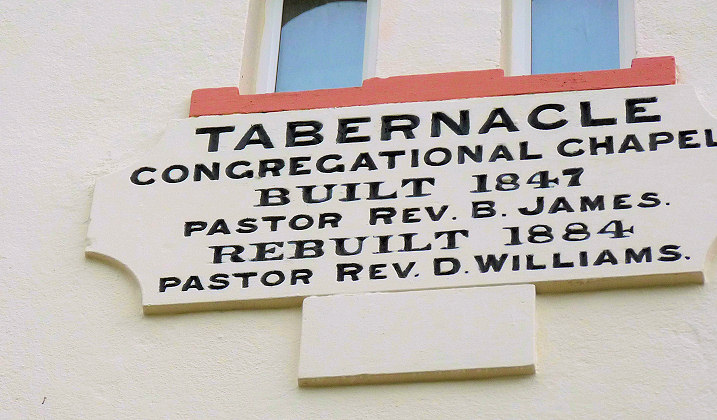 TABERNACLE
CONGREGATIONAL CHAPEL
BUILT 1847
PASTOR REV. B. JAMES.
REBUILT 1884
PASTOR REV. D. WILLIAMS.